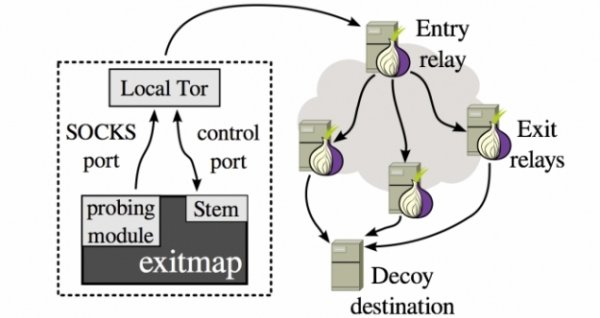 Local Tor
SOCKS
port
control
port
probing
module
Stem
exitmap
Entry
relay
Exit
relays
Decoy
destination